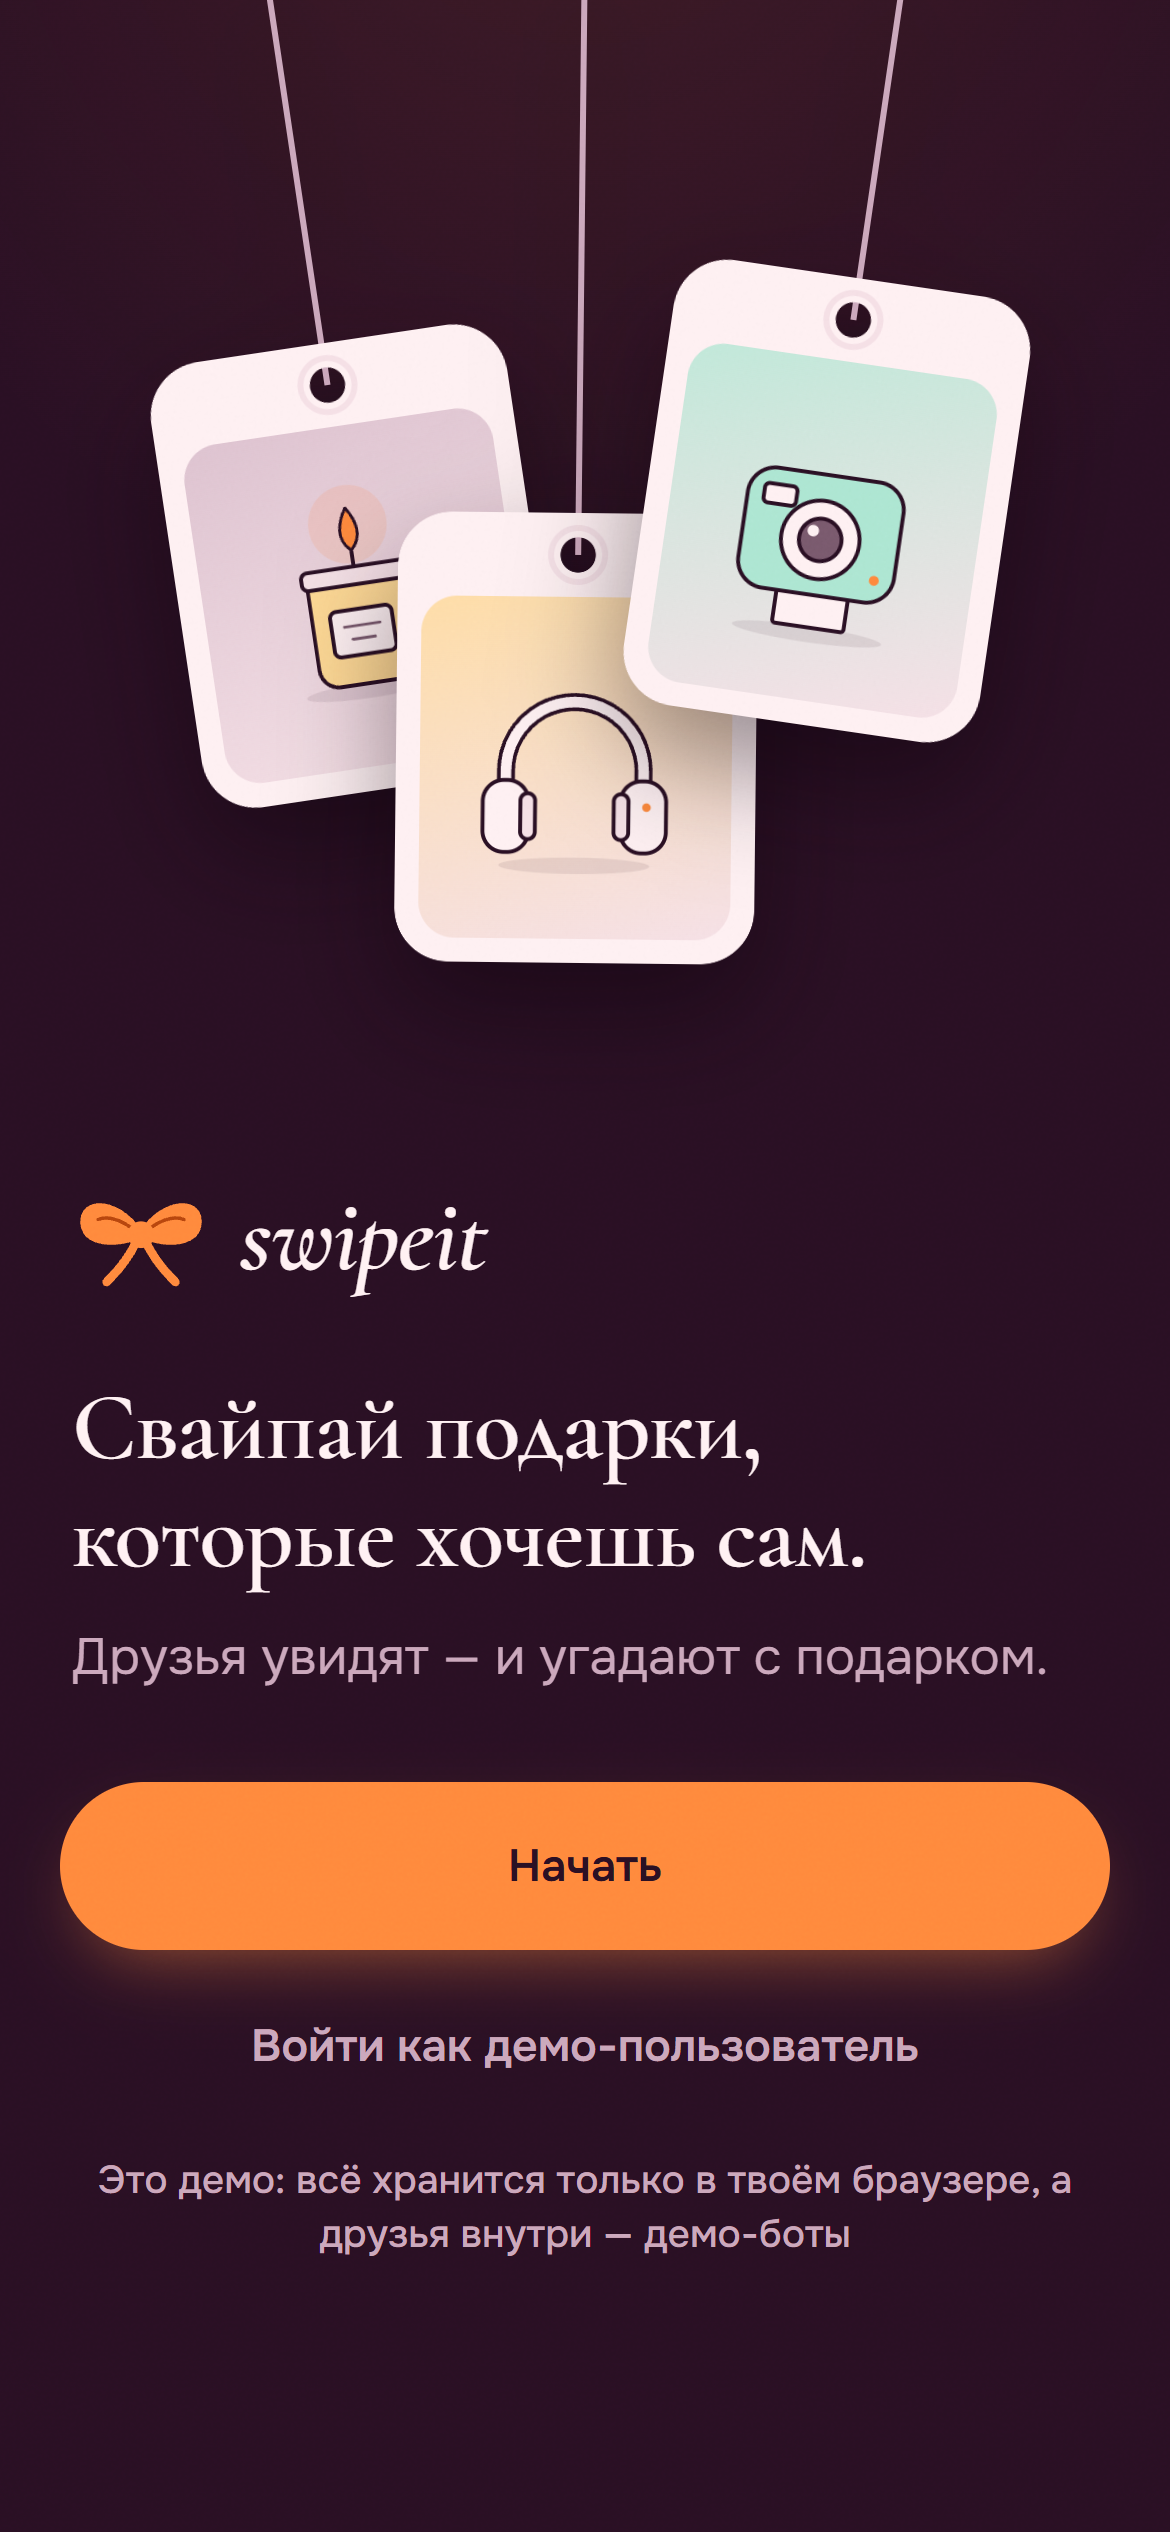 swipeit
Свайпай подарки,
которые хочешь сам.
Друзья увидят — и угадают с подарком.
Начать
Войти как демо-пользователь
Это демо: всё хранится только в твоём браузере, а
друзья внутри — демо-боты